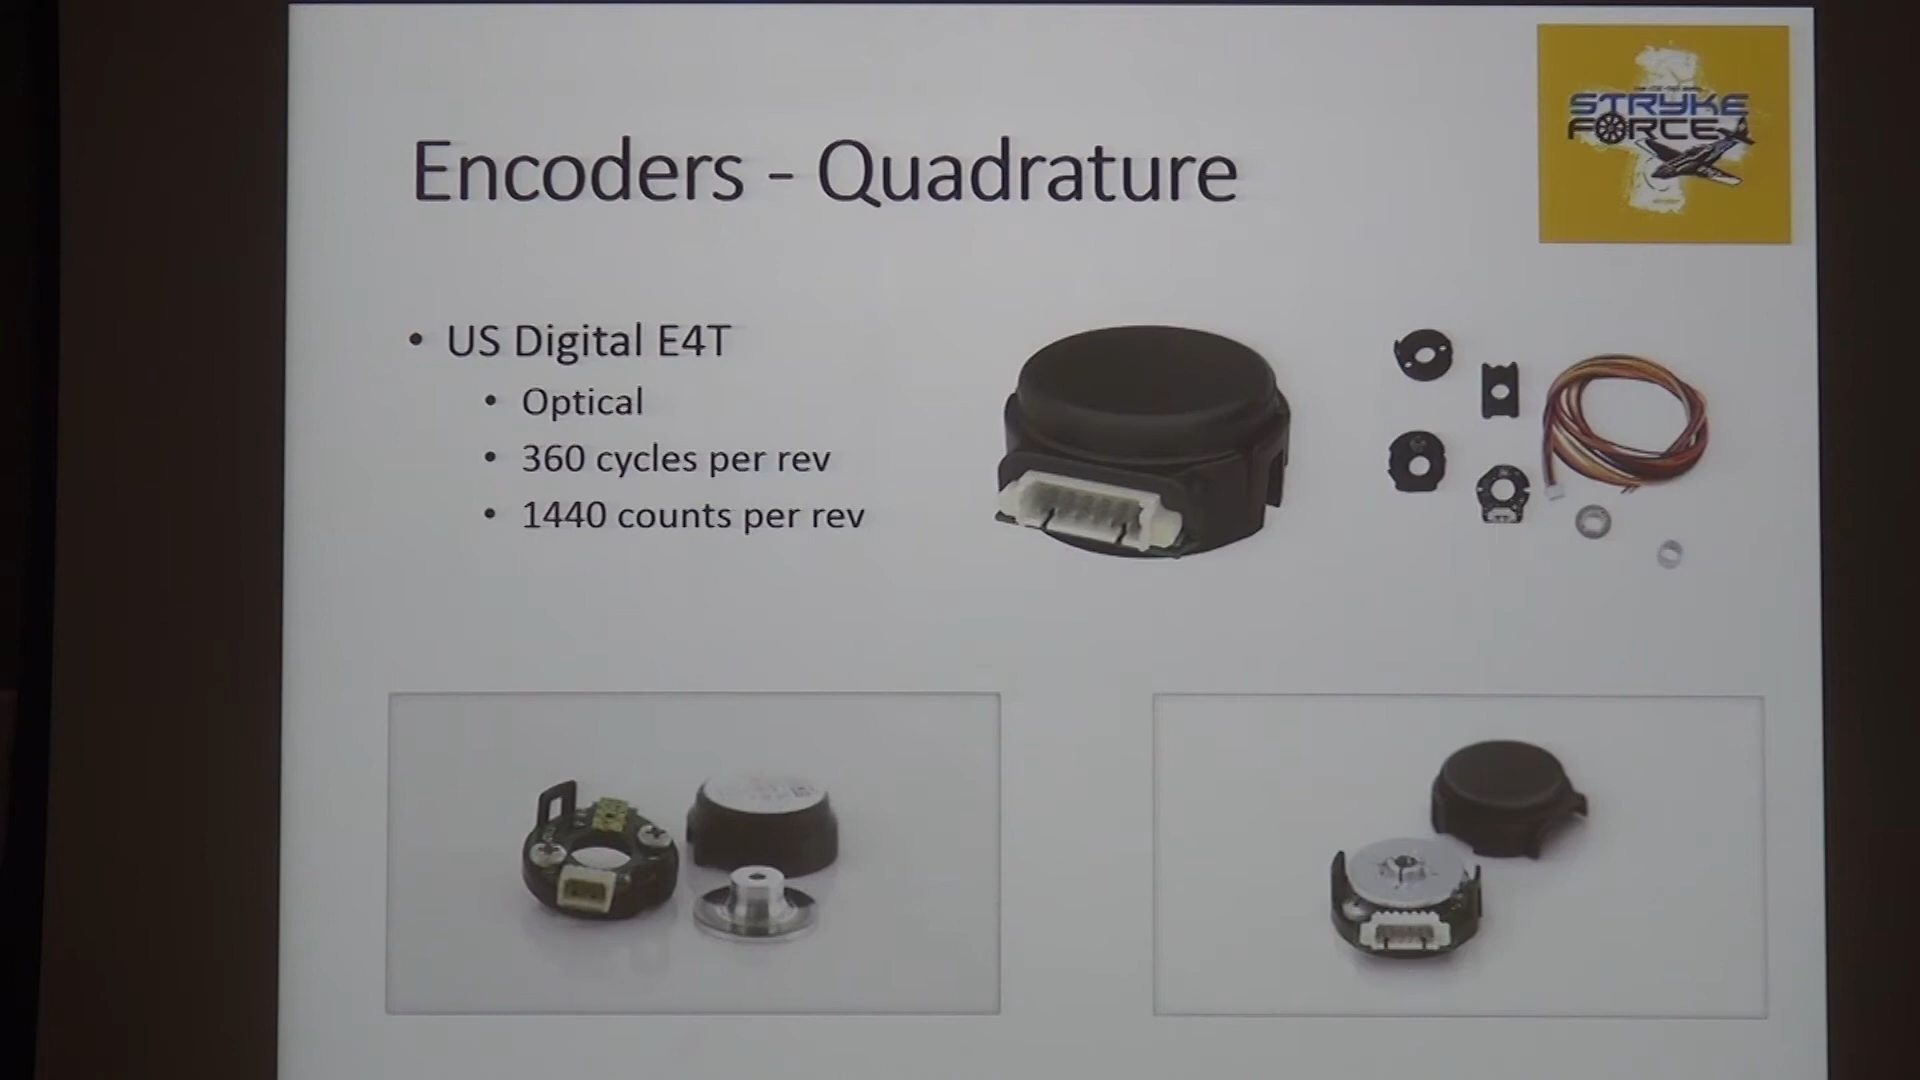 STRYKE
FORCE
Encoders - Quadrature
• US Digital E4T
• Optical
• 360 cycles per rev
• 1440 counts per rev